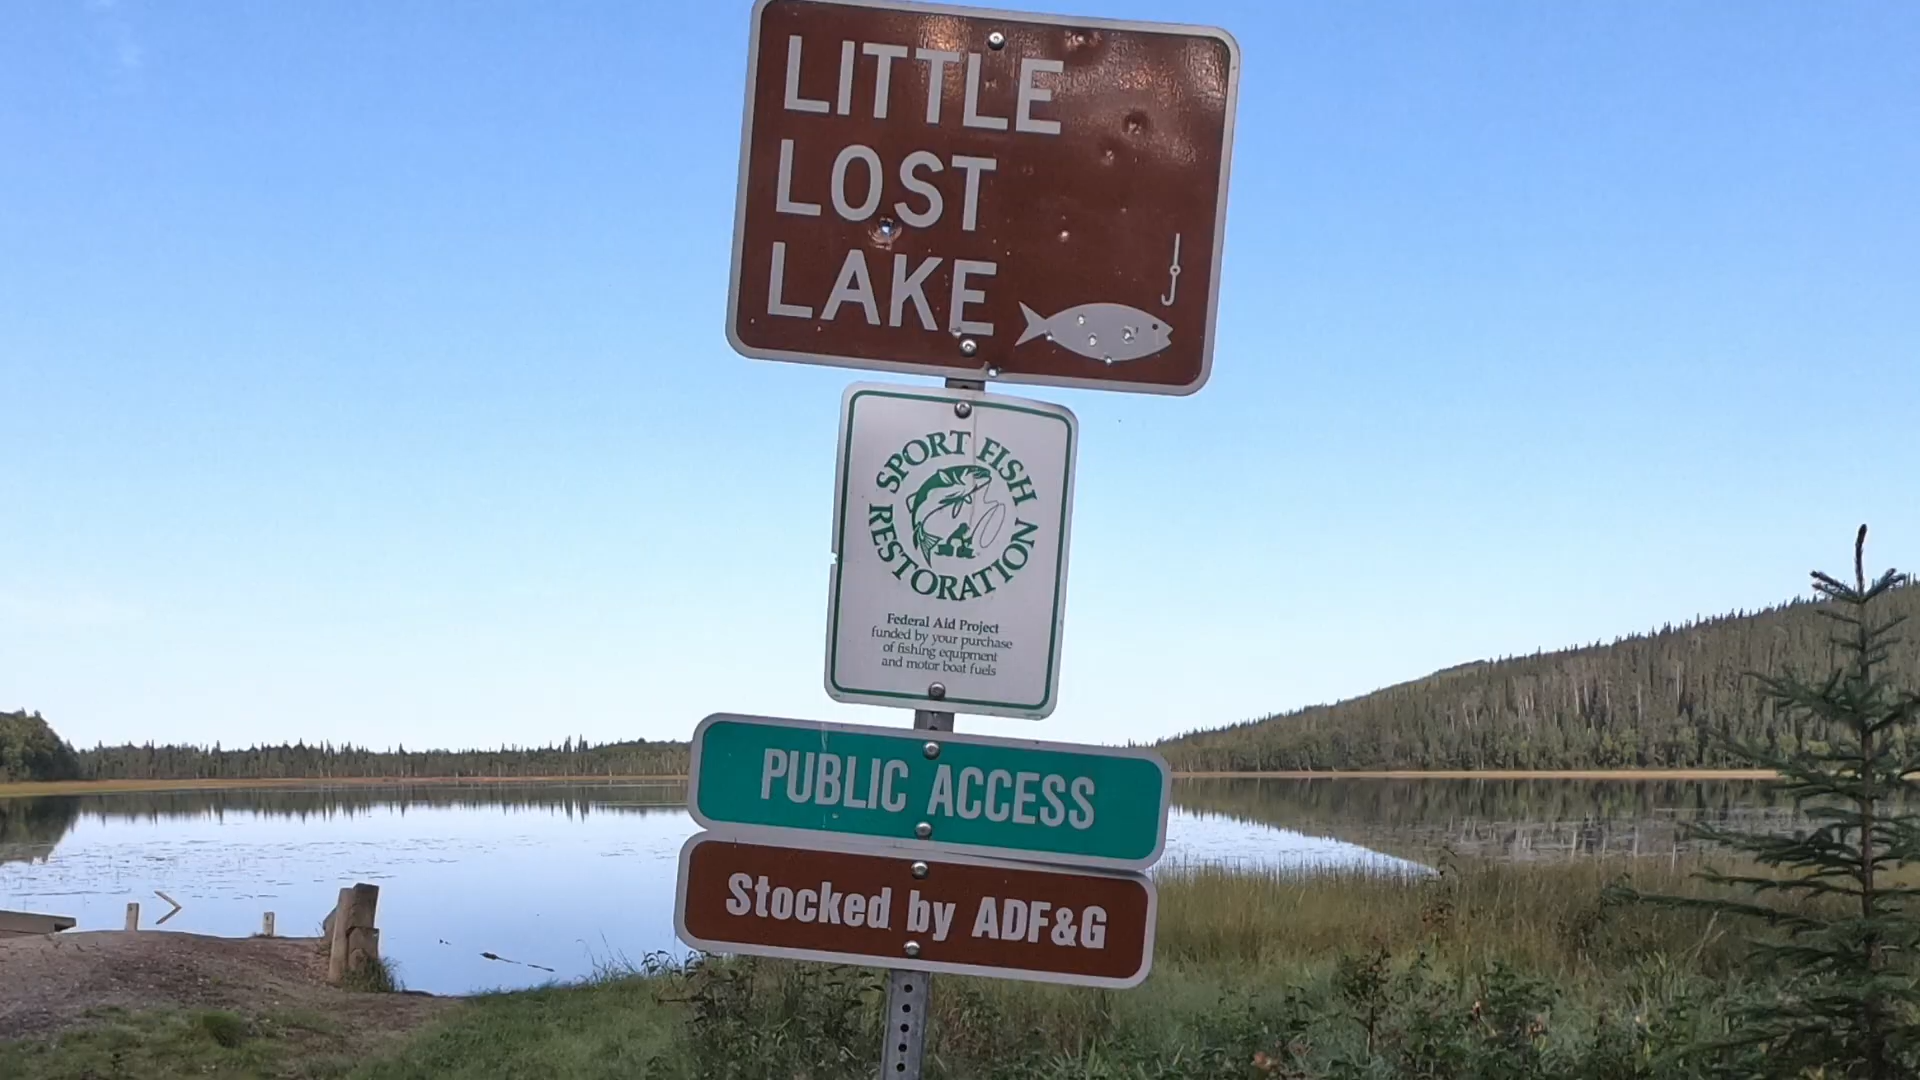 LITTLE
LOST
LAKE
SPORT FISH
RESTORATION
Federal Aid Project
funded by your purchase
of fishing equipment
and motor boat fuels
PUBLIC ACCESS
Stocked by ADF&G